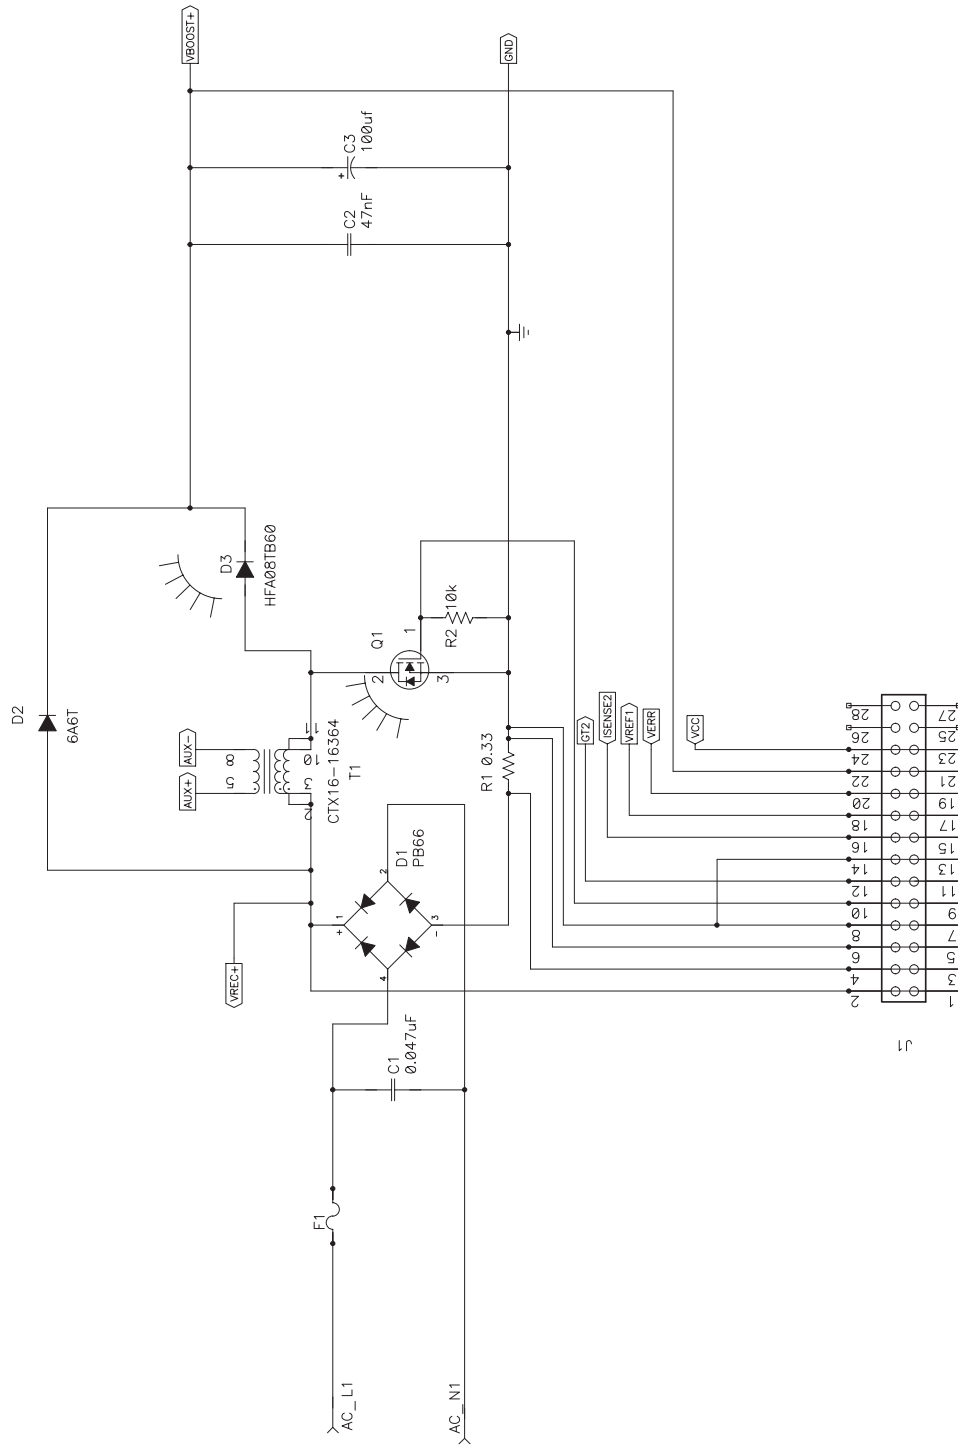 VBOOST+
GND
C3
100uf
+
C2
47nF
D3
HFA08TB60
D2
6A6T
Q1
1
2
3
R2
10k
AUX-
AUX+
8
5
11
10
3
2
CTX16-16364
T1
R1 0.33
GT2
ISENSE2
VREF1
VERR
VCC
D1
PB66
+
1
2
3
-
4
VREC+
C1
0.047uF
F1
AC_L1
AC_N1
J1
28
26
24
22
20
18
16
14
12
10
8
6
4
2
27
25
23
21
19
17
15
13
11
9
7
5
3
1